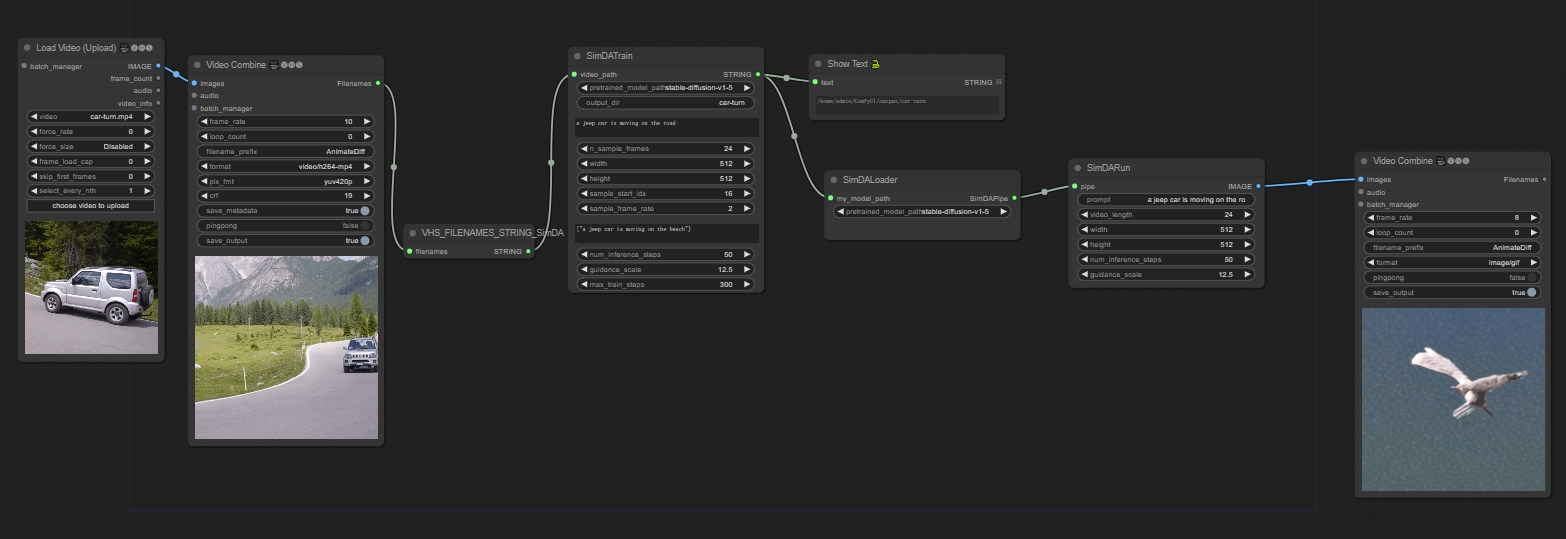 Load Video (Upload) VHS
batch_manager
IMAGE
frame_count
audio
video_info
video car-turn.mp4
force_rate 0
force_size Disabled
frame_load_cap 0
skip_first_frames 0
select_every_nth 1
choose video to upload
Video Combine VHS
images
Filenames
audio
batch_manager
frame_rate 10
loop_count 0
filename_prefix AnimateDiff
format video/h264-mp4
pix_fmt yuv420p
crf 19
save_metadata true
pingpong false
save_output true
VHS_FILENAMES_STRING_SimDA
filenames STRING
SimDATrain
video_path STRING
pretrained_model_path stable-diffusion-v1-5
output_dir car-turn
a jeep car is moving on the road
n_sample_frames 24
width 512
height 512
sample_start_idx 16
sample_frame_rate 2
["a jeep car is moving on the beach"]
num_inference_steps 50
guidance_scale 12.5
max_train_steps 300
Show Text
text STRING
/home/admin/ComfyUI/output/car-turn
SimDALoader
my_model_path SimDAPipe
pretrained_model_path stable-diffusion-v1-5
SimDARun
pipe IMAGE
prompt a jeep car is moving on the ro
video_length 24
width 512
height 512
num_inference_steps 50
guidance_scale 12.5
Video Combine VHS
images Filenames
audio
batch_manager
frame_rate 8
loop_count 0
filename_prefix AnimateDiff
format image/gif
pingpong false
save_output true